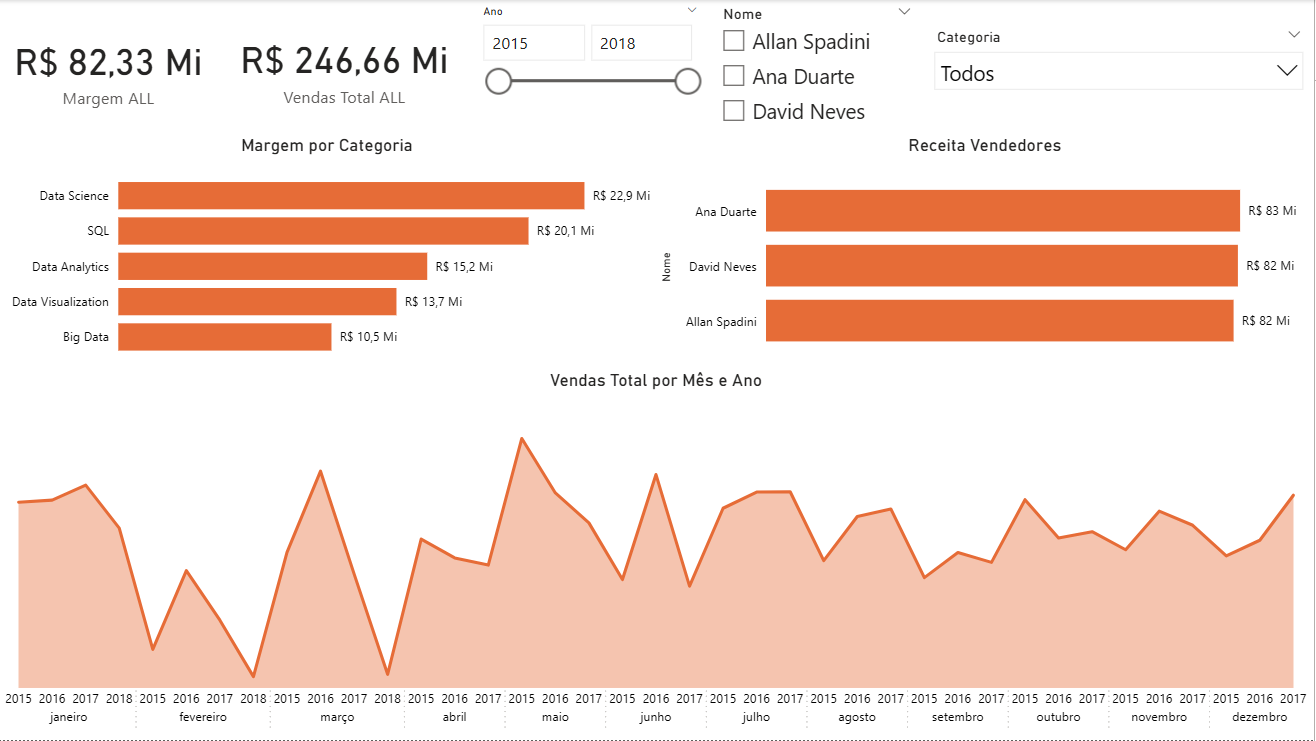 R$ 82,33 Mi
Margem ALL
R$ 246,66 Mi
Vendas Total ALL
Ano
2015 2018
Nome
Allan Spadini
Ana Duarte
David Neves
Categoria
Todos
Margem por Categoria
Data Science R$ 22,9 Mi
SQL R$ 20,1 Mi
Data Analytics R$ 15,2 Mi
Data Visualization R$ 13,7 Mi
Big Data R$ 10,5 Mi
Receita Vendedores
Nome
Ana Duarte R$ 83 Mi
David Neves R$ 82 Mi
Allan Spadini R$ 82 Mi
Vendas Total por Mês e Ano
2015 2016 2017 2018 2015 2016 2017 2018 2015 2016 2017 2018 2015 2016 2017 2015 2016 2017 2015 2016 2017 2015 2016 2017 2015 2016 2017 2015 2016 2017 2015 2016 2017 2015 2016 2017 2015 2016 2017
janeiro fevereiro março abril maio junho julho agosto setembro outubro novembro dezembro